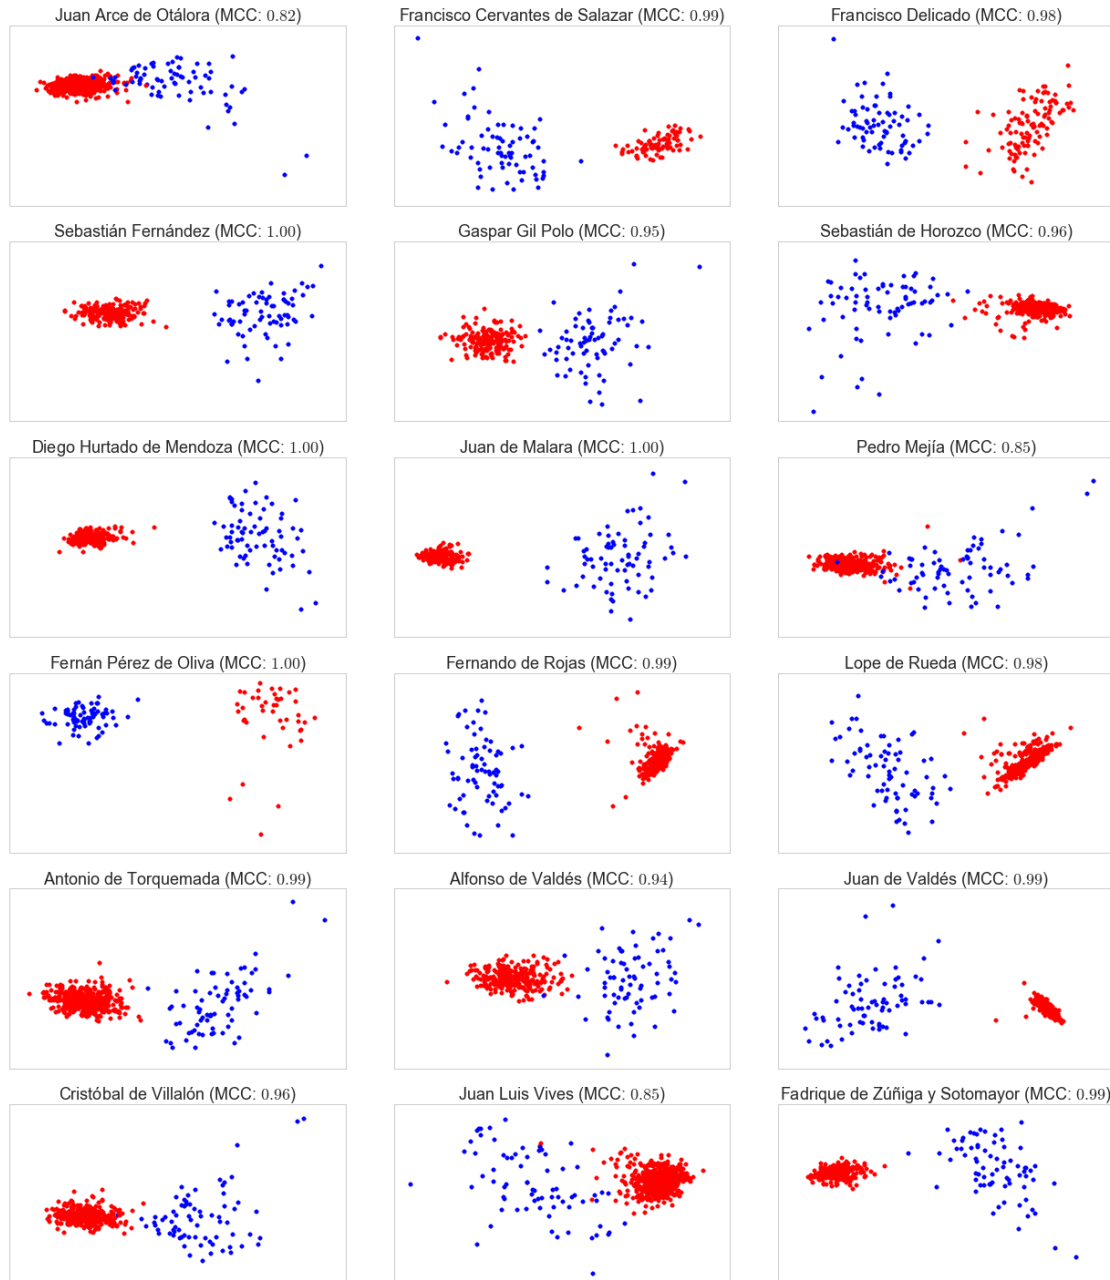 Juan Arce de Otálora (MCC: 0.82)
Francisco Cervantes de Salazar (MCC: 0.99)
Francisco Delicado (MCC: 0.98)
Sebastián Fernández (MCC: 1.00)
Gaspar Gil Polo (MCC: 0.95)
Sebastián de Horozco (MCC: 0.96)
Diego Hurtado de Mendoza (MCC: 1.00)
Juan de Malara (MCC: 1.00)
Pedro Mejía (MCC: 0.85)
Fernán Pérez de Oliva (MCC: 1.00)
Fernando de Rojas (MCC: 0.99)
Lope de Rueda (MCC: 0.98)
Antonio de Torquemada (MCC: 0.99)
Alfonso de Valdés (MCC: 0.94)
Juan de Valdés (MCC: 0.99)
Cristóbal de Villalón (MCC: 0.96)
Juan Luis Vives (MCC: 0.85)
Fadrique de Zúñiga y Sotomayor (MCC: 0.99)